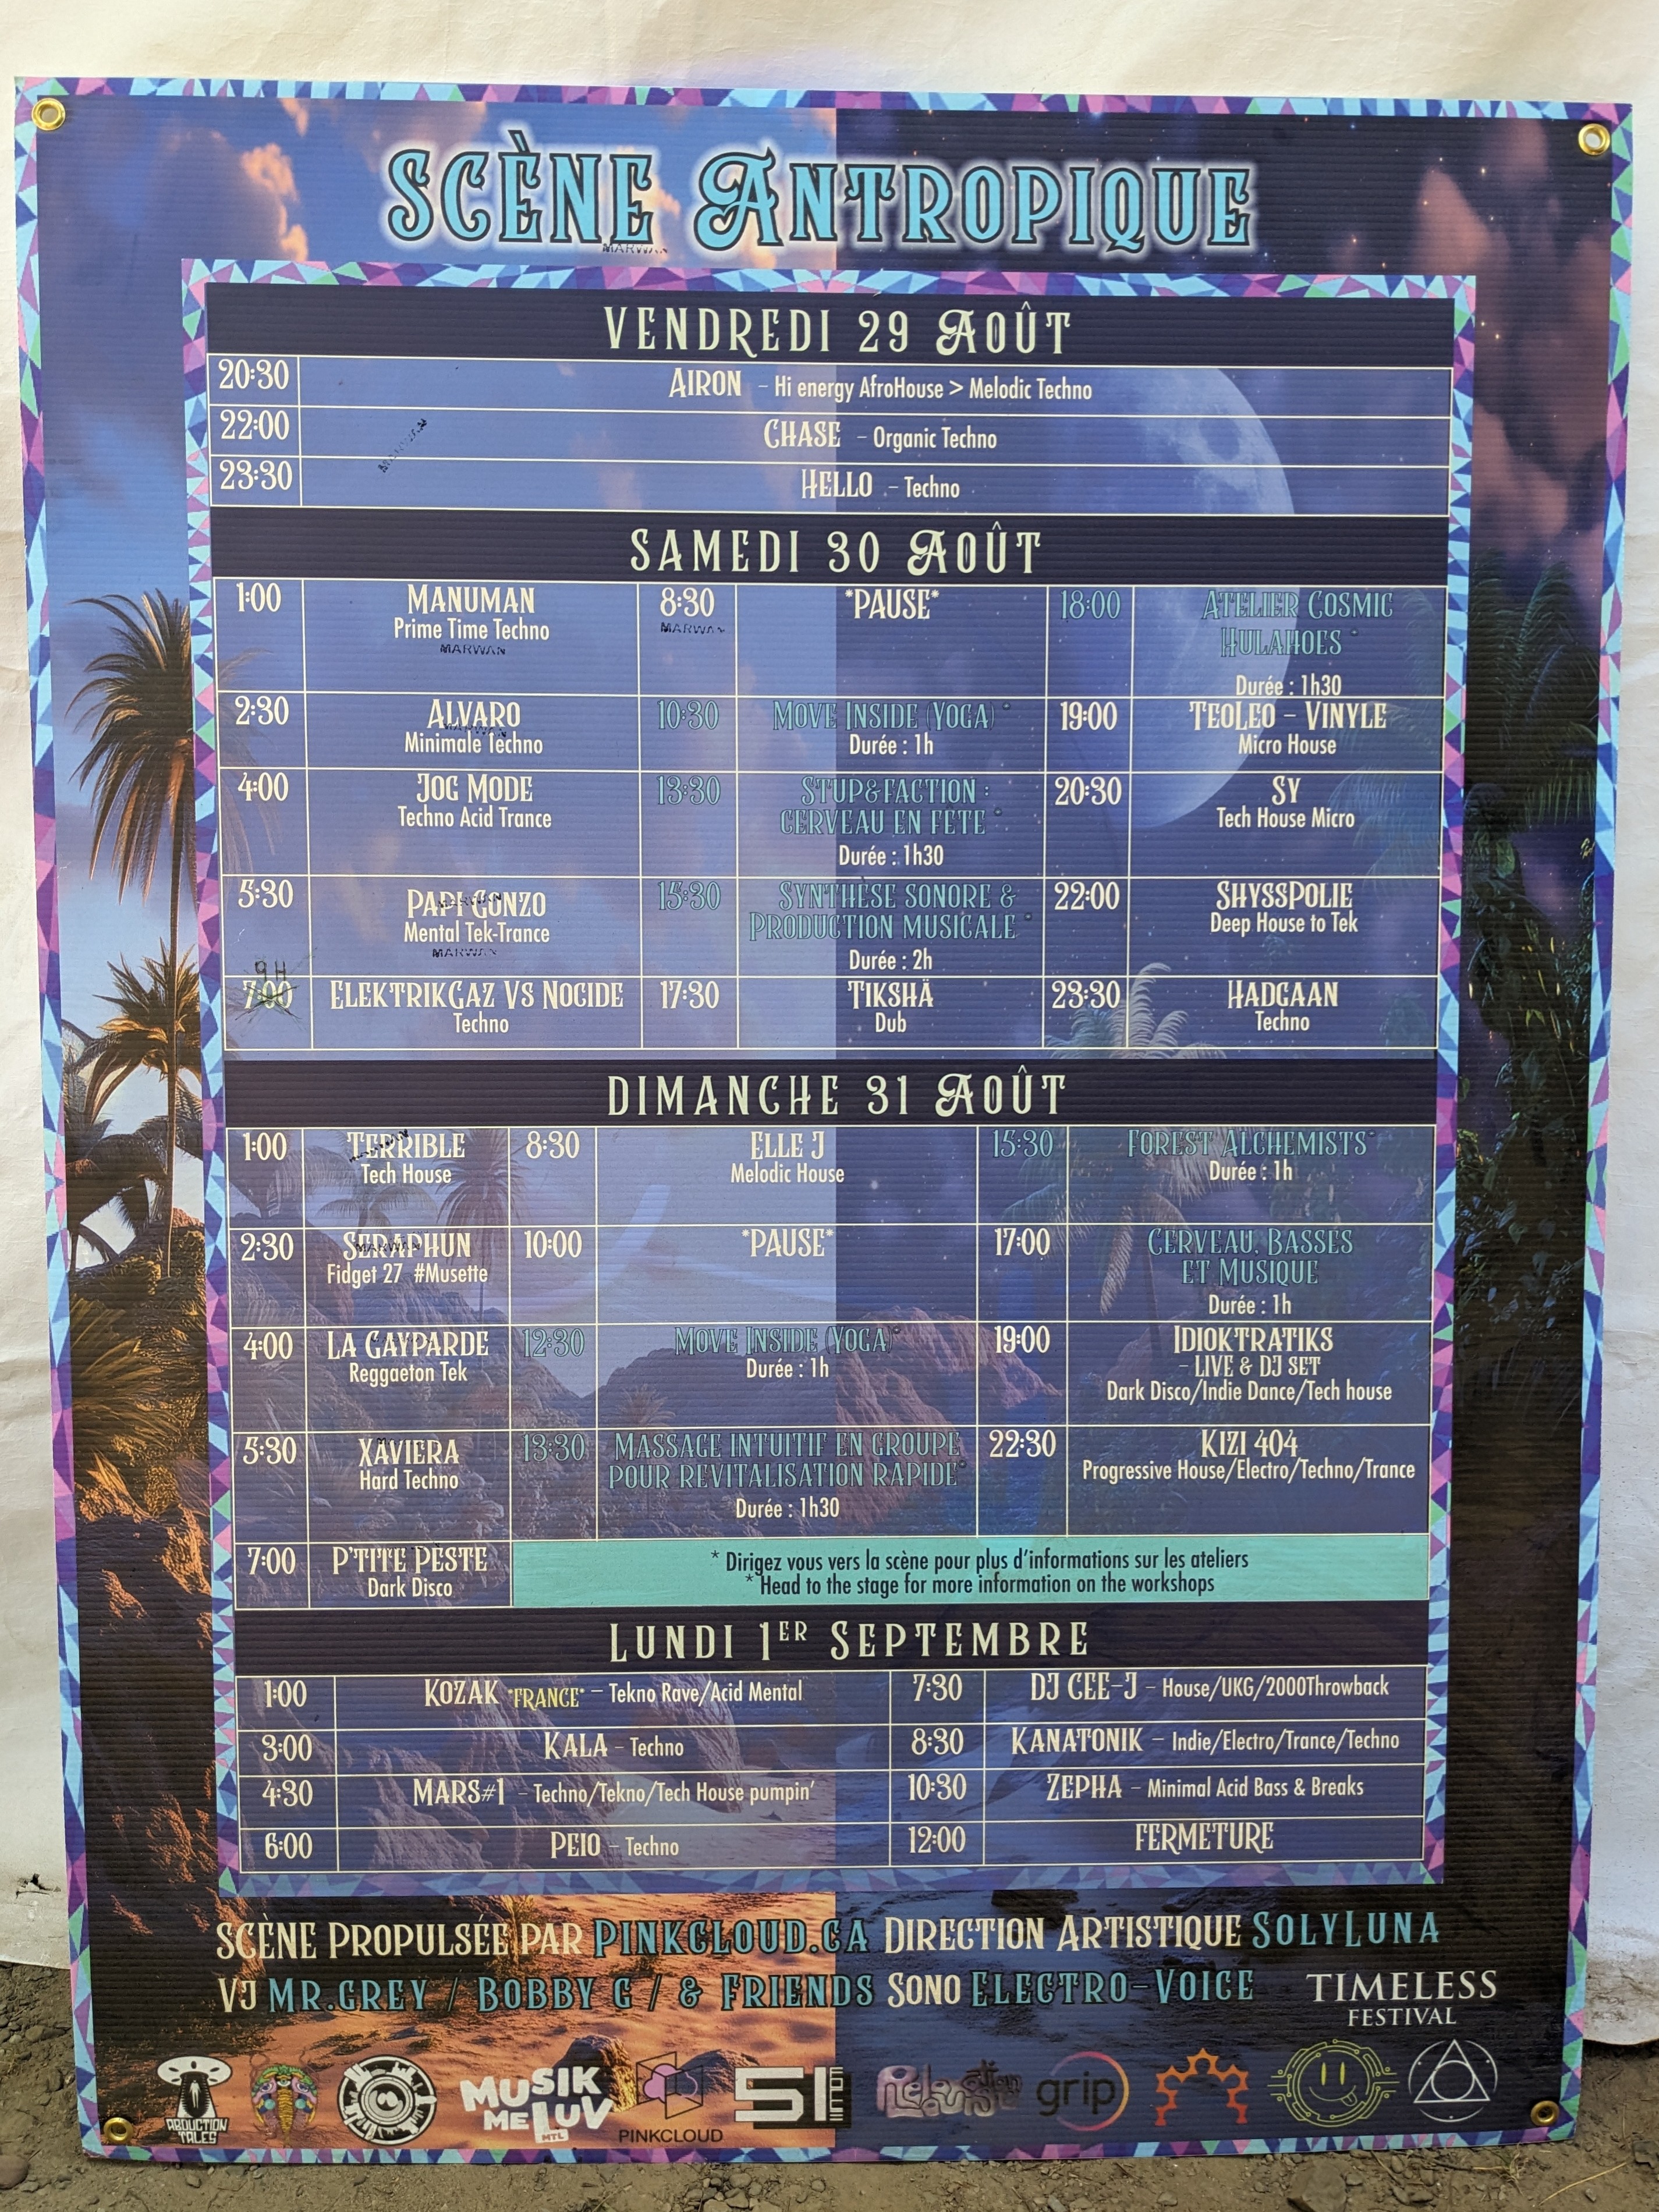 SCÈNE ANTROPIQUE
MARWAN
VENDREDI 29 AOÛT
20:30 AIRON - Hi energy AfroHouse > Melodic Techno
22:00 CHASE - Organic Techno
MARWAN
23:30 HELLO - Techno
SAMEDI 30 AOÛT
1:00 MANUMAN
Prime Time Techno
MARWAN
2:30 ALVARO
MARWAN
Minimale Techno
4:00 JOG MODE
Techno Acid Trance
5:30 PAPI GONZO
MARWAN
Mental Tek-Trance
MARWAN
9H
7:00 ELEKTRIKGAZ VS NOCIDE
Techno
8:30 *PAUSE*
MARWAN
10:30 MOVE INSIDE (YOGA) *
Durée : 1h
13:30 STUP&FACTION :
CERVEAU EN FÊTE *
Durée : 1h30
15:30 SYNTHÈSE SONORE &
PRODUCTION MUSICALE *
Durée : 2h
17:30 TIKSHÄ
Dub
18:00 ATELIER COSMIC
HULAHOES *
Durée : 1h30
19:00 TEOLEO - VINYLE
Micro House
20:30 SY
Tech House Micro
22:00 SHYSSPOLIE
Deep House to Tek
23:30 HADGAAN
Techno
DIMANCHE 31 AOÛT
1:00 TERRIBLE
Tech House
2:30 SERAPHUN
MARWAN
Fidget 27 #Musette
4:00 LA GAYPARDE
Reggaeton Tek
5:30 XAVIERA
Hard Techno
7:00 P'TITE PESTE
Dark Disco
8:30 ELLE J
Melodic House
10:00 *PAUSE*
12:30 MOVE INSIDE (YOGA)*
Durée : 1h
13:30 MASSAGE INTUITIF EN GROUPE
POUR REVITALISATION RAPIDE*
Durée : 1h30
15:30 FOREST ALCHEMISTS*
Durée : 1h
17:00 CERVEAU, BASSES
ET MUSIQUE
Durée : 1h
19:00 IDIOKTRATIKS
- LIVE & DJ SET
Dark Disco/Indie Dance/Tech house
22:30 KIZI 404
Progressive House/Electro/Techno/Trance
* Dirigez vous vers la scène pour plus d'informations sur les ateliers
* Head to the stage for more information on the workshops
LUNDI 1ER SEPTEMBRE
1:00 KOZAK *FRANCE* - Tekno Rave/Acid Mental
3:00 KALA - Techno
4:30 MARS#1 - Techno/Tekno/Tech House pumpin'
6:00 PEIO - Techno
7:30 DJ CEE-J - House/UKG/2000Throwback
8:30 KANATONIK - Indie/Electro/Trance/Techno
10:30 ZEPHA - Minimal Acid Bass & Breaks
12:00 FERMETURE
SCÈNE PROPULSÉE PAR PINKCLOUD.CA DIRECTION ARTISTIQUE SOLYLUNA
VJ MR.GREY / BOBBY G / & FRIENDS SONO ELECTRO-VOICE
TIMELESS
FESTIVAL
ABDUCTION
TALES
MUSIK
ME LUV
MTL
PINKCLOUD
grip